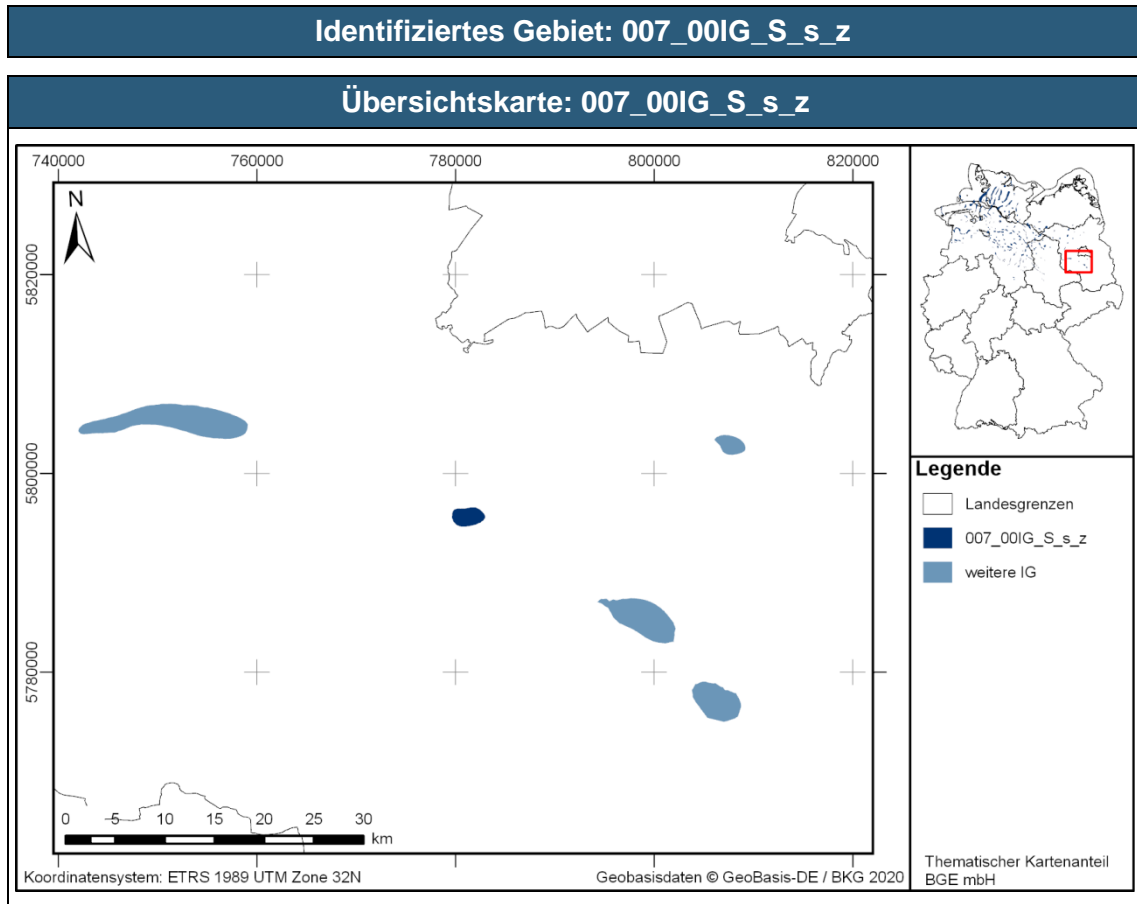 Identifiziertes Gebiet: 007_00IG_S_s_z
Übersichtskarte: 007_00IG_S_s_z
740000 760000 780000 800000 820000
N
5820000
5800000
5780000
0 5 10 15 20 25 30
km
Koordinatensystem: ETRS 1989 UTM Zone 32N
Geobasisdaten © GeoBasis-DE / BKG 2020
Legende
Landesgrenzen
007_00IG_S_s_z
weitere IG
Thematischer Kartenanteil
BGE mbH